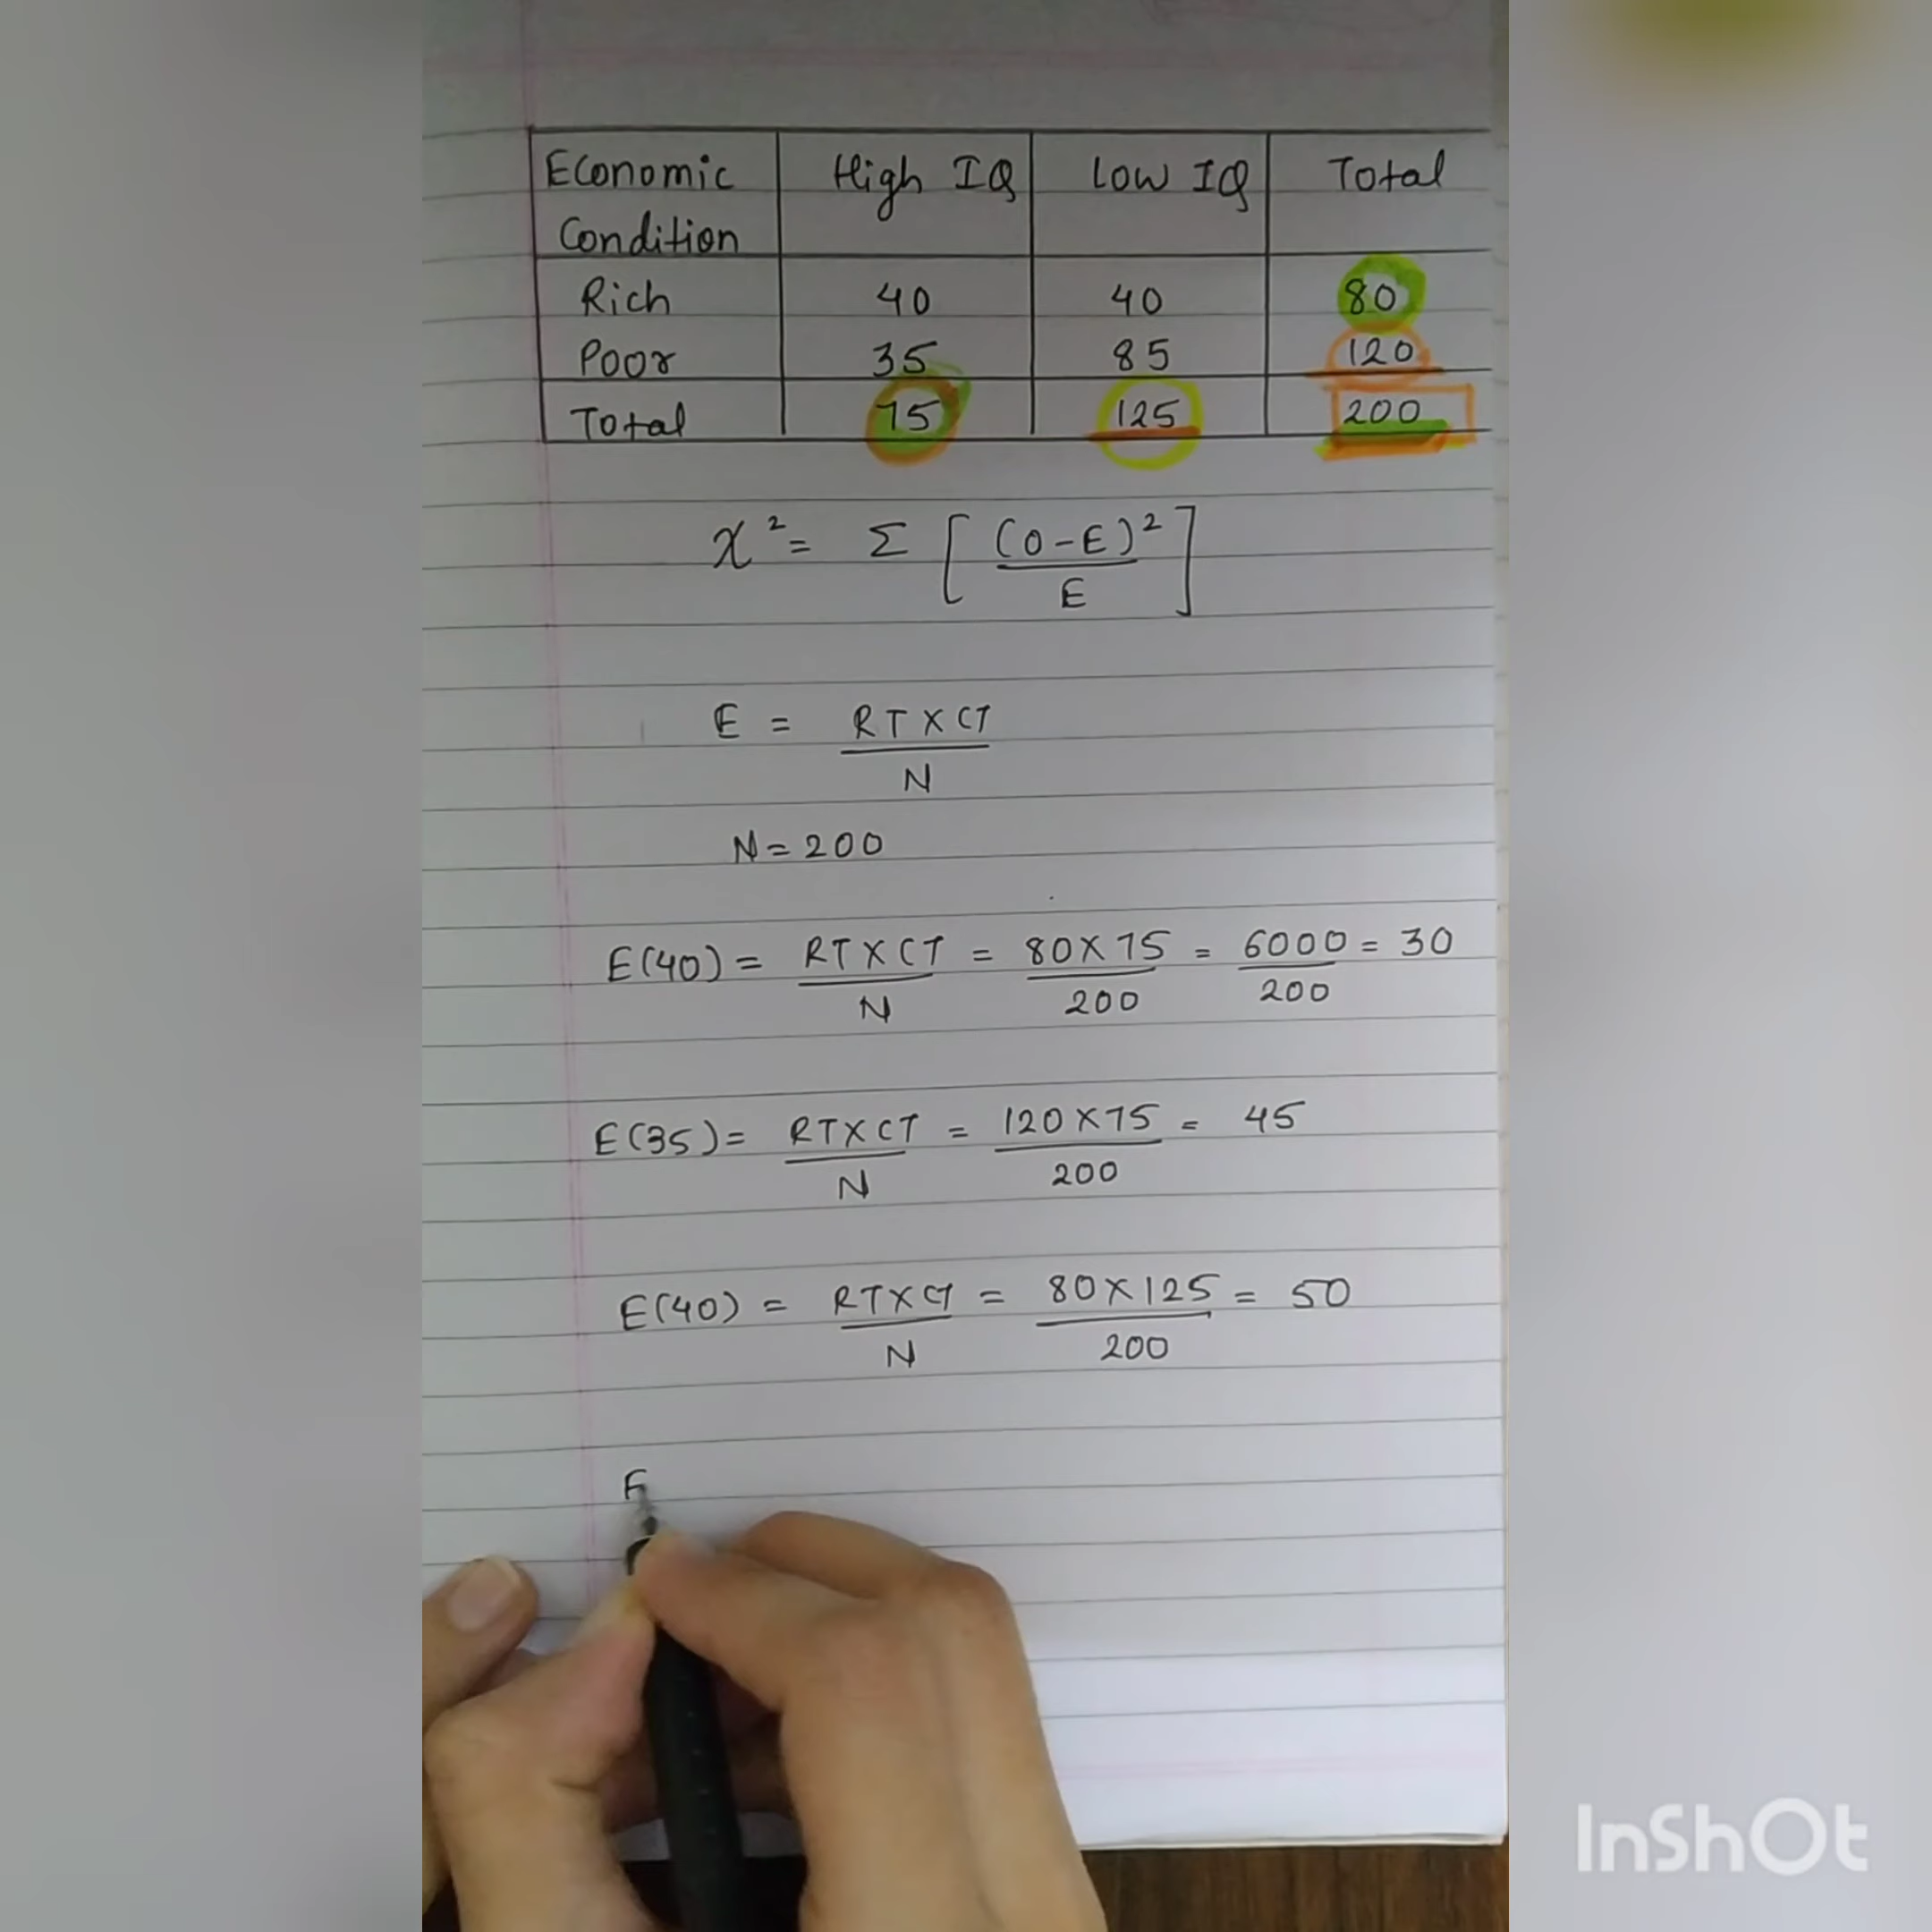 Economic High IQ Low IQ Total
Condition
Rich 40 40 80
Poor 35 85 120
Total 75 125 200
χ² = Σ [ (O-E)² ]
E
E = RT X CT
N
N = 200
E(40) = RT X CT = 80 X 75 = 6000 = 30
N 200 200
E(35) = RT X CT = 120 X 75 = 45
N 200
E(40) = RT X CT = 80 X 125 = 50
N 200
InShOt